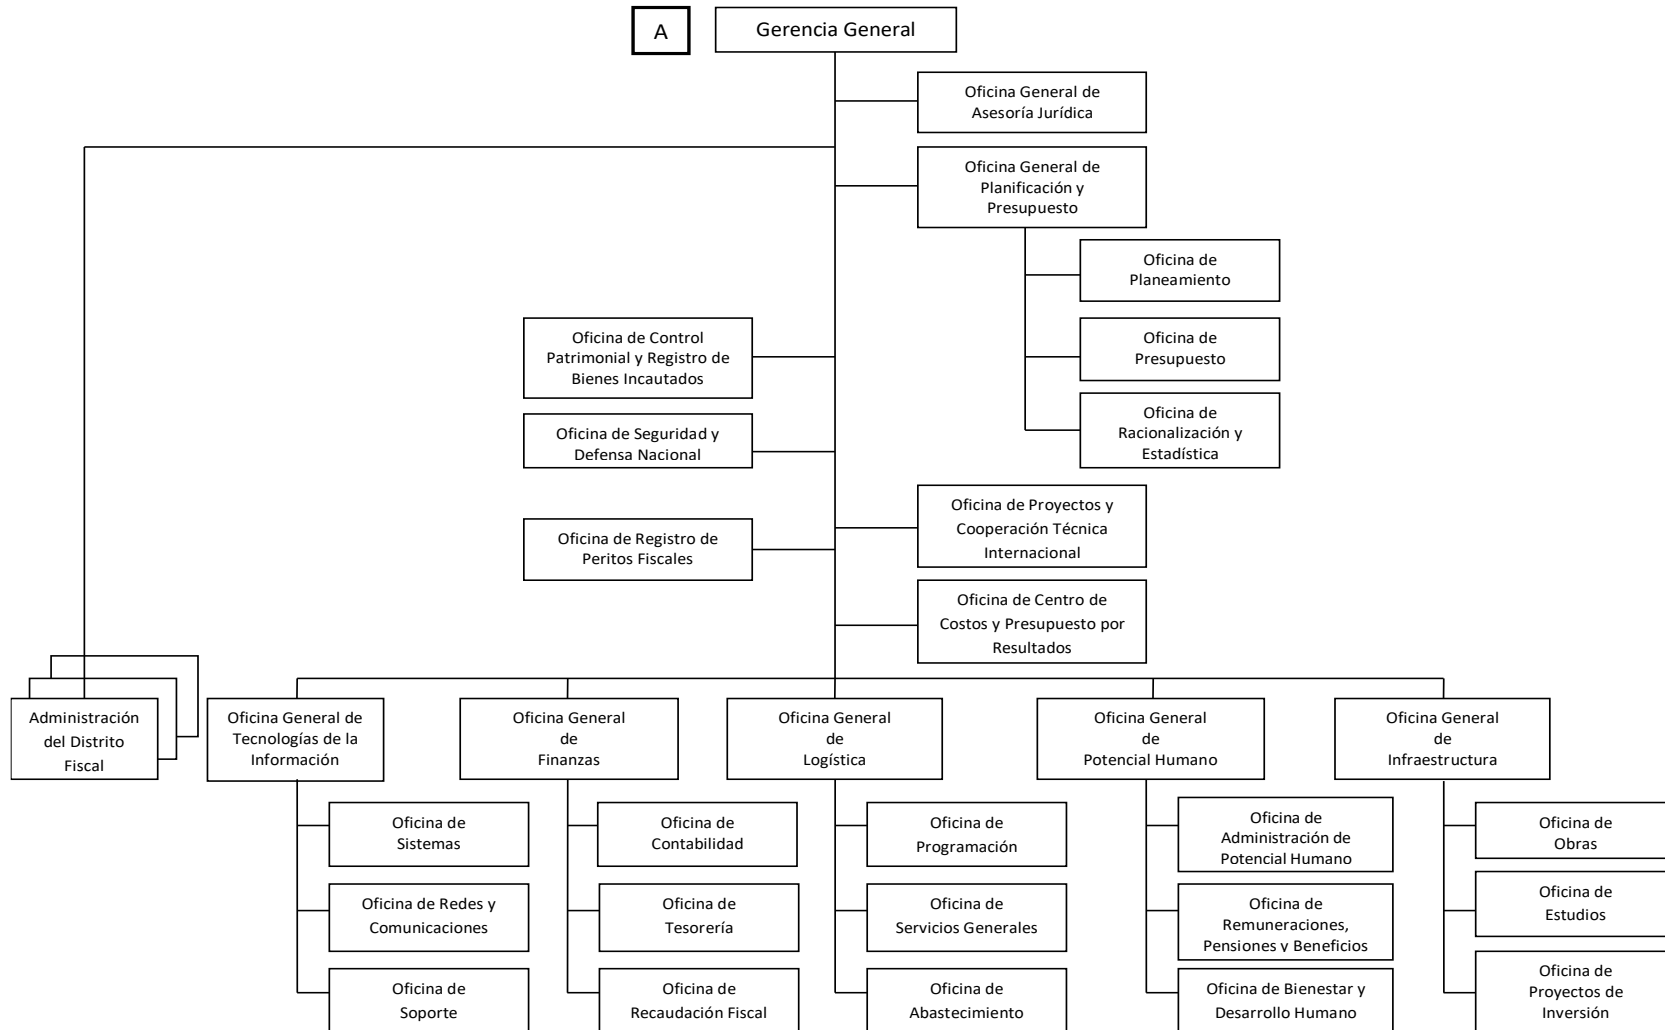 A
Gerencia General
Oficina General de
Asesoría Jurídica
Oficina General de
Planificación y
Presupuesto
Oficina de
Planeamiento
Oficina de
Presupuesto
Oficina de
Racionalización y
Estadística
Oficina de Control
Patrimonial y Registro de
Bienes Incautados
Oficina de Seguridad y
Defensa Nacional
Oficina de Registro de
Peritos Fiscales
Oficina de Proyectos y
Cooperación Técnica
Internacional
Oficina de Centro de
Costos y Presupuesto por
Resultados
Administración
del Distrito
Fiscal
Oficina General de
Tecnologías de la
Información
Oficina de
Sistemas
Oficina de Redes y
Comunicaciones
Oficina de
Soporte
Oficina General
de
Finanzas
Oficina de
Contabilidad
Oficina de
Tesorería
Oficina de
Recaudación Fiscal
Oficina General
de
Logística
Oficina de
Programación
Oficina de
Servicios Generales
Oficina de
Abastecimiento
Oficina General
de
Potencial Humano
Oficina de
Administración de
Potencial Humano
Oficina de
Remuneraciones,
Pensiones y Beneficios
Oficina de Bienestar y
Desarrollo Humano
Oficina General
de
Infraestructura
Oficina de
Obras
Oficina de
Estudios
Oficina de
Proyectos de
Inversión